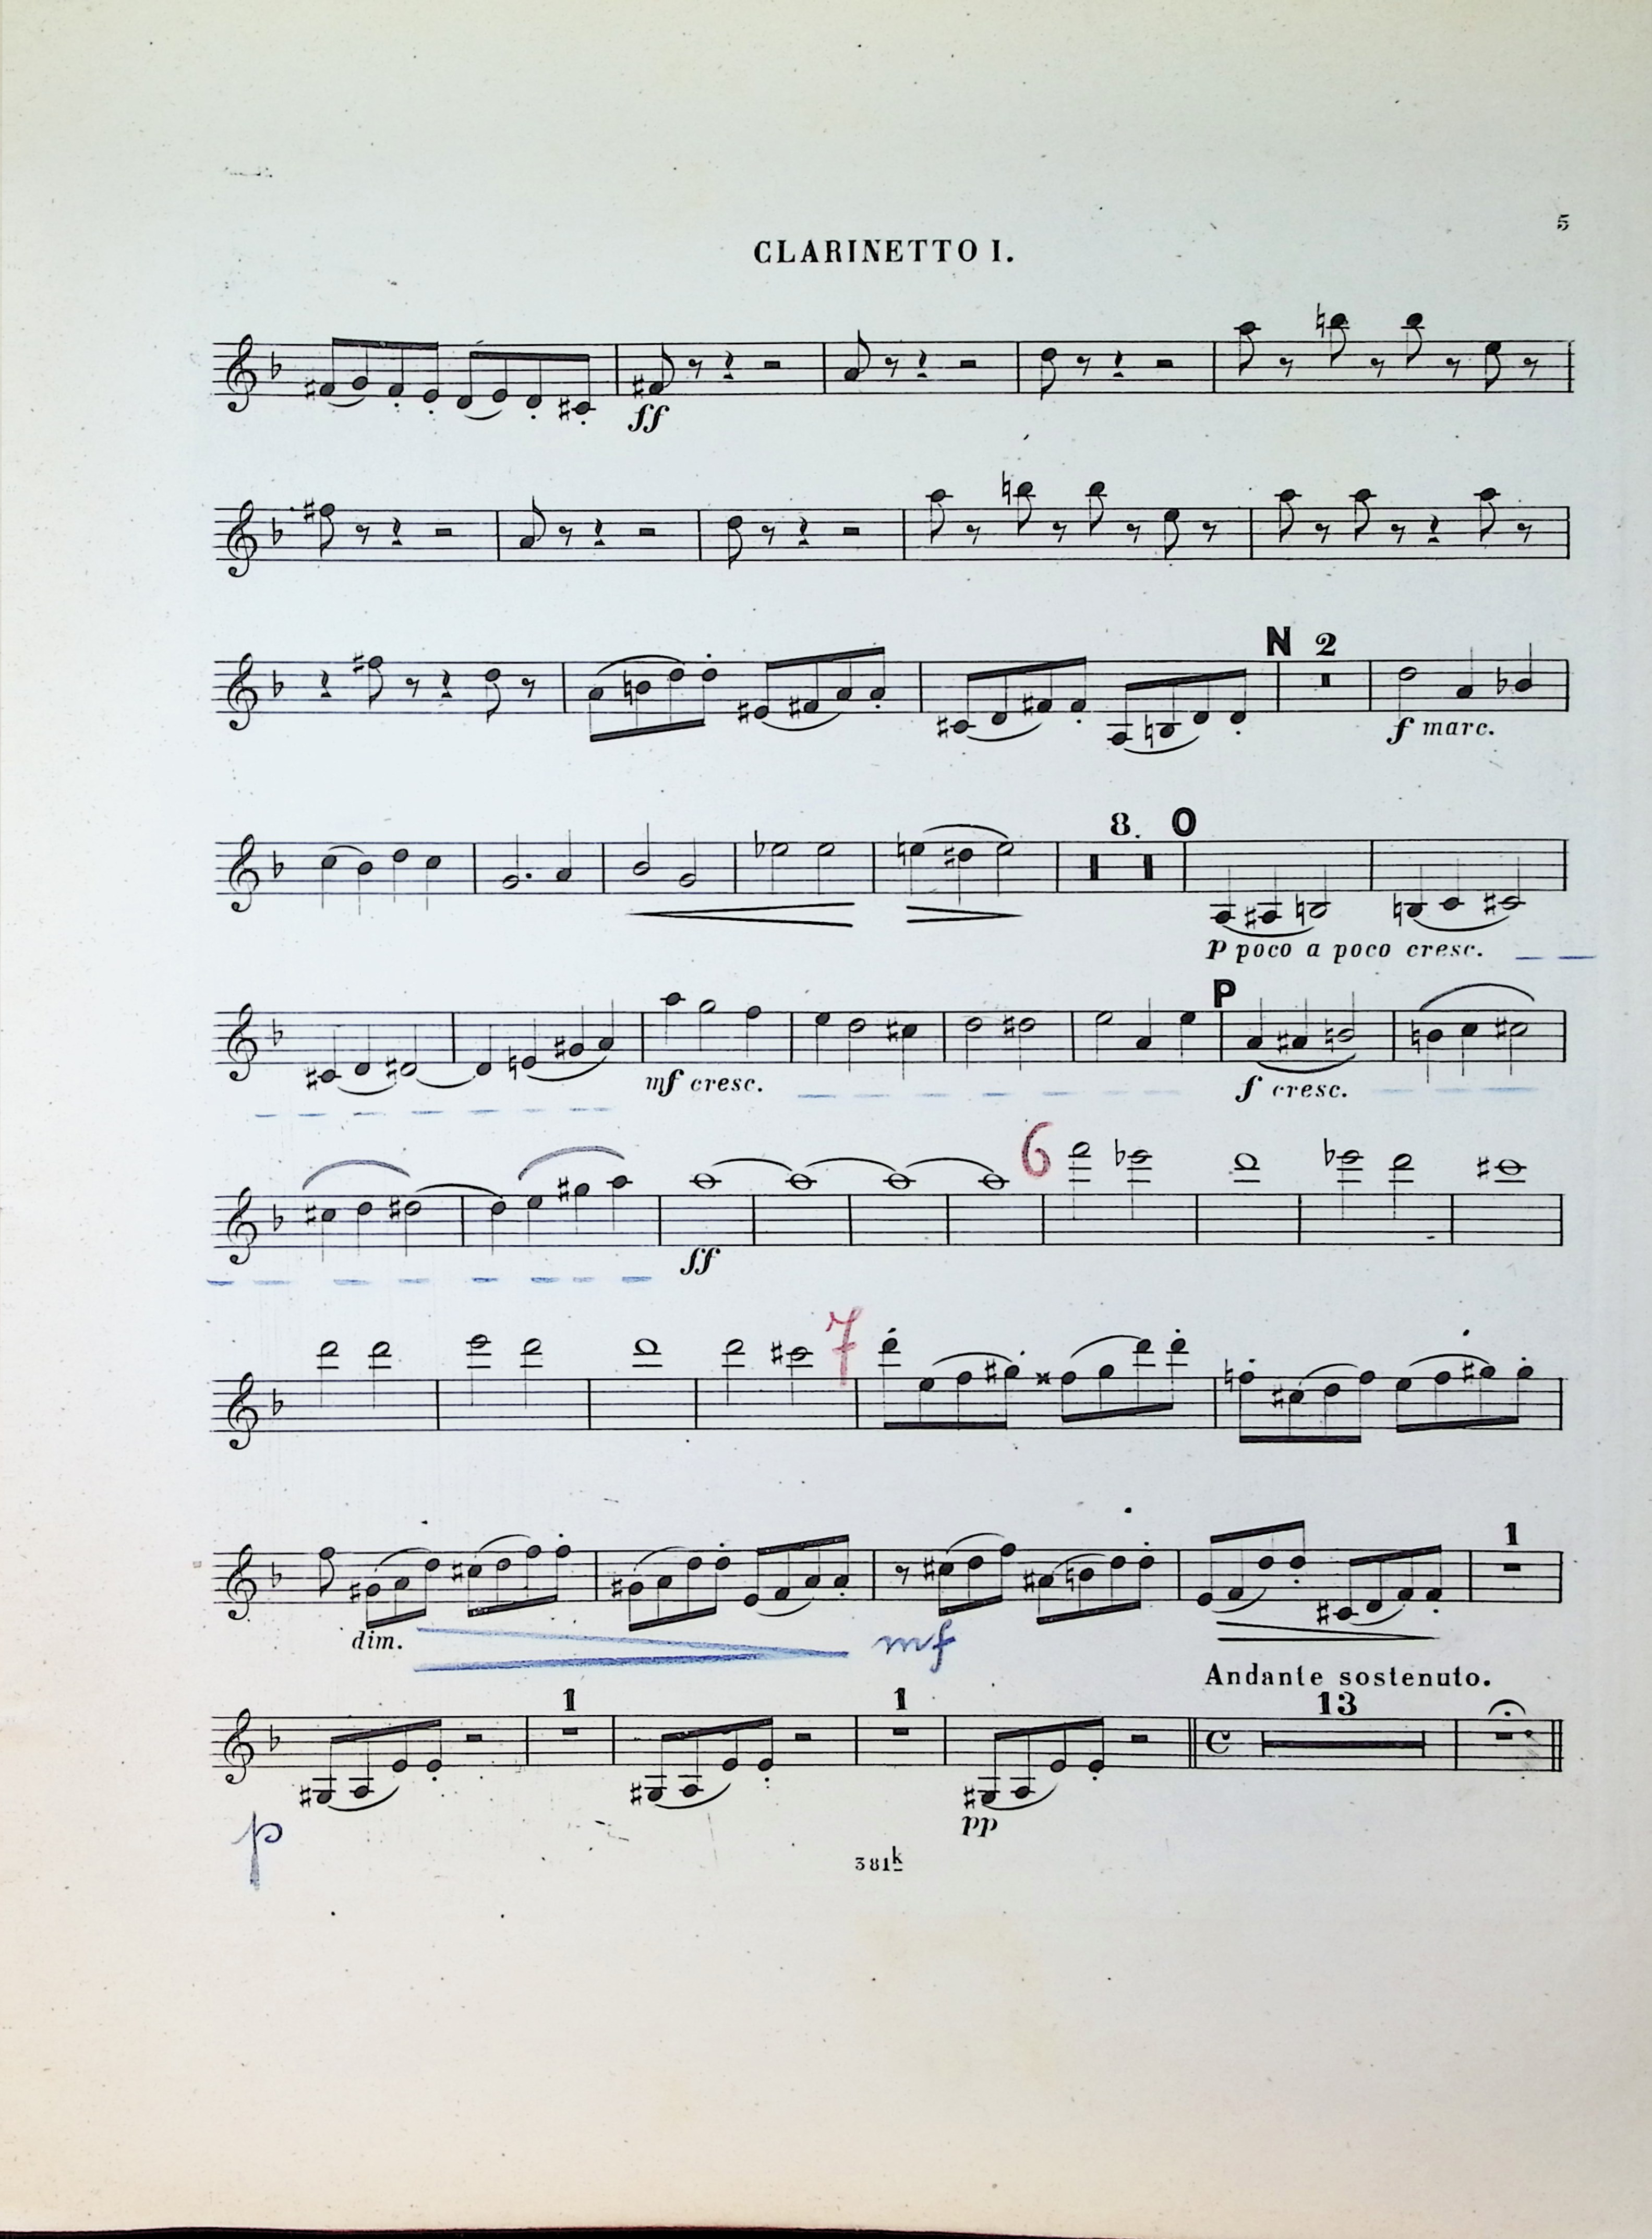 5
CLARINETTO I.
ff
N 2
f marc.
8. O
p poco a poco cresc.
P
mf cresc. f cresc.
6
ff
7
1
dim. mf
Andante sostenuto.
1 1 13
p pp
381k